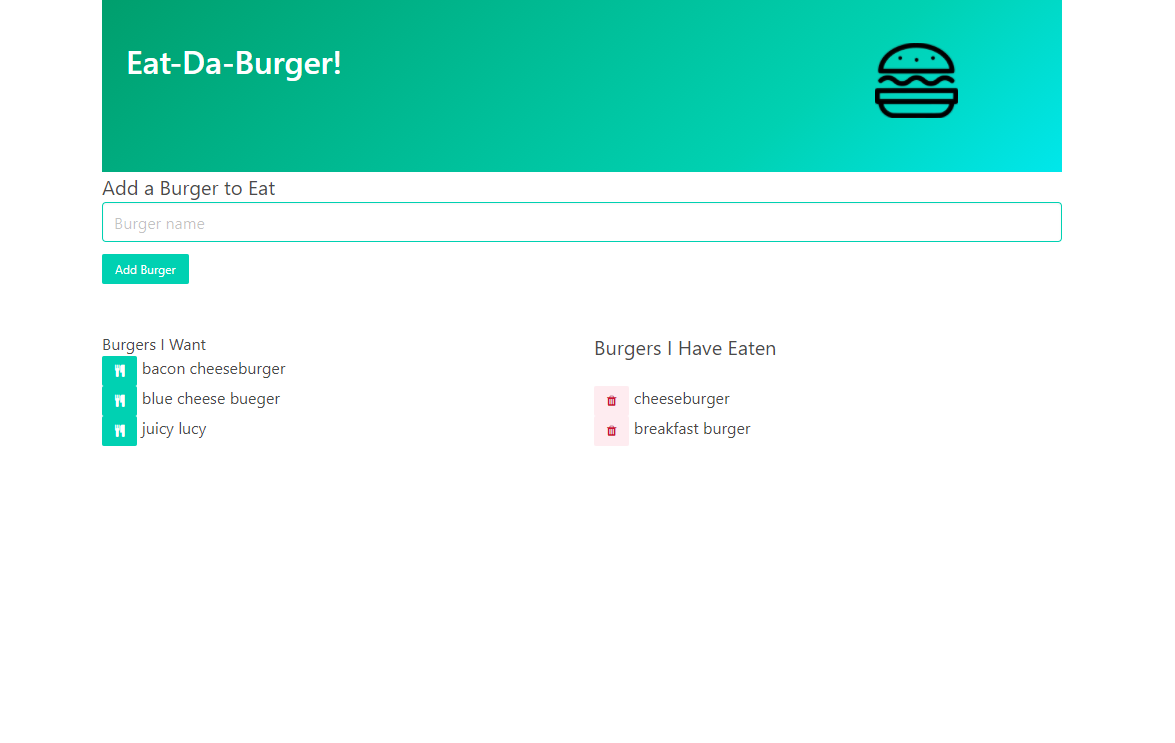 Eat-Da-Burger!
Add a Burger to Eat
Burger name
Add Burger
Burgers I Want
bacon cheeseburger
blue cheese bueger
juicy lucy
Burgers I Have Eaten
cheeseburger
breakfast burger